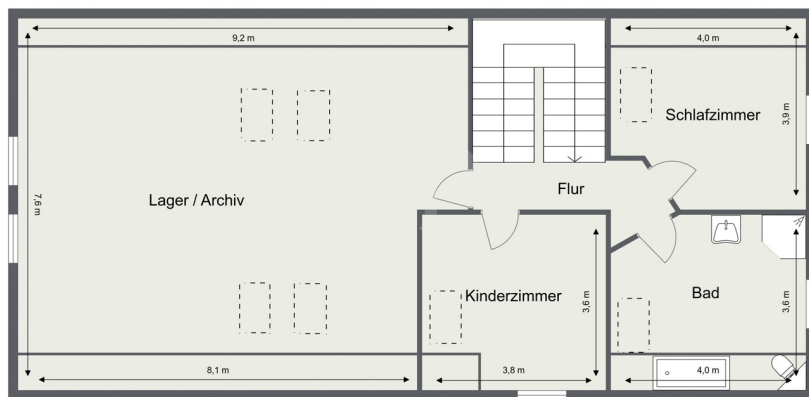 9,2 m
4,0 m
Schlafzimmer
3,9 m
7,6 m
Lager / Archiv
Flur
Kinderzimmer
3,6 m
Bad
3,6 m
8,1 m
3,8 m
4,0 m